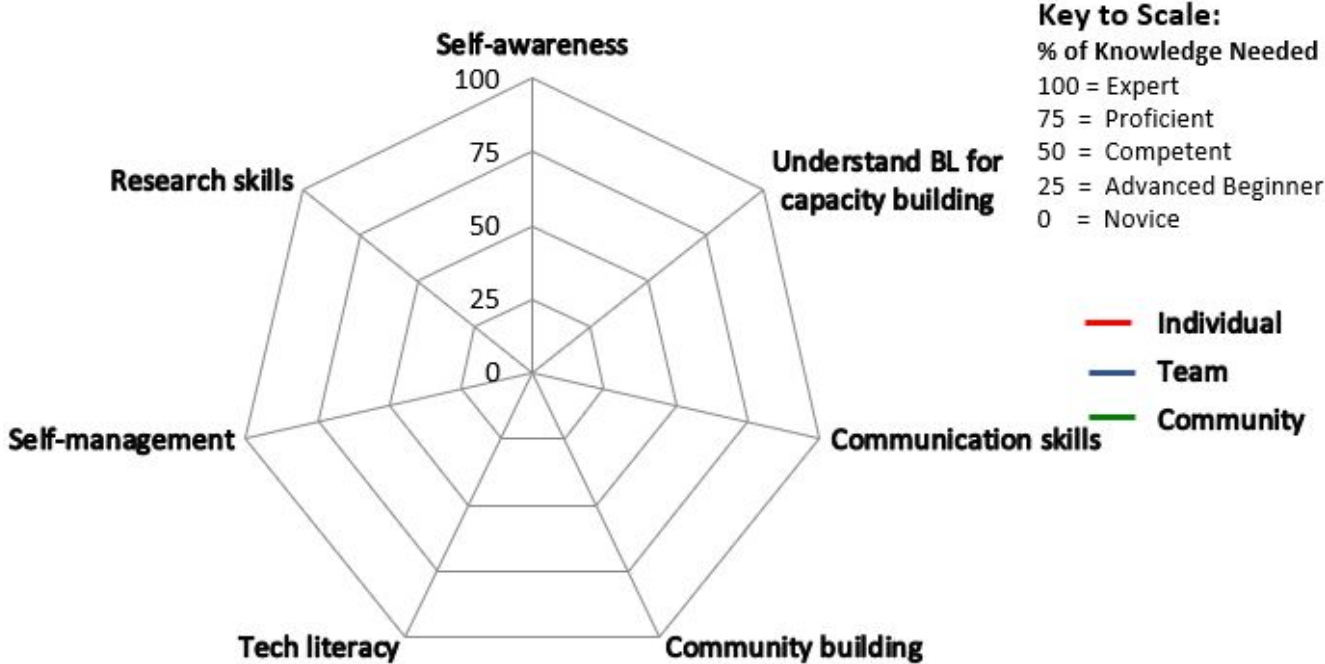 Key to Scale:
% of Knowledge Needed
100 = Expert
75 = Proficient
50 = Competent
25 = Advanced Beginner
0 = Novice
Self-awareness
100
75
50
25
0
Understand BL for
capacity building
Research skills
Individual
Team
Community
Self-management
Communication skills
Tech literacy
Community building